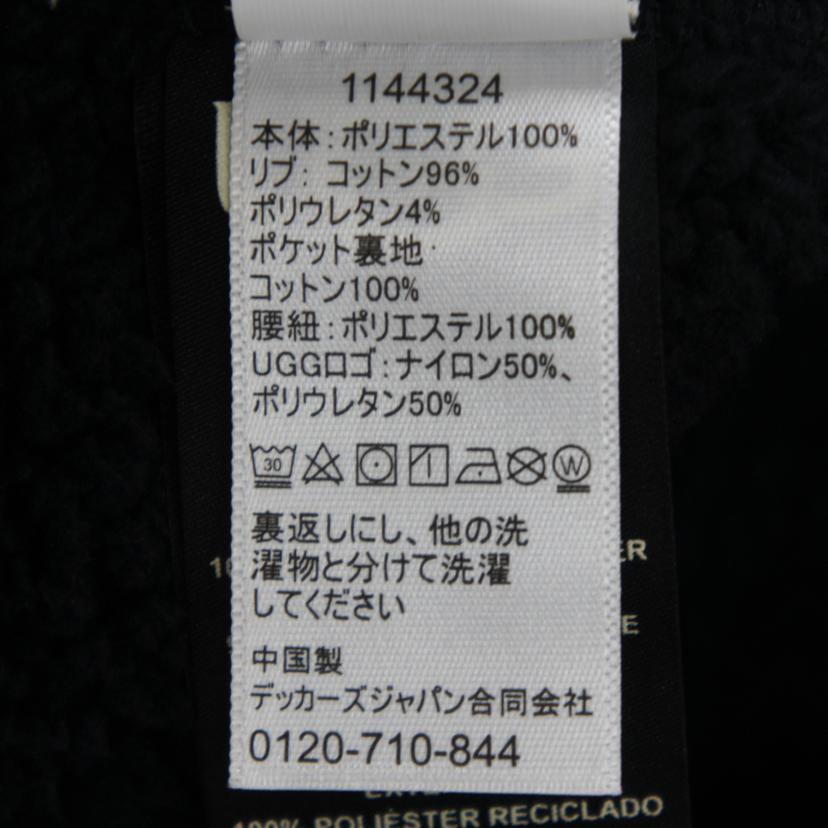 1144324
本体：ポリエステル100%
リブ： コットン96%
ポリウレタン4%
ポケット裏地
コットン100%
腰紐：ポリエステル100%
UGGロゴ：ナイロン50%、
ポリウレタン50%
30 W
裏返しにし、他の洗
濯物と分けて洗濯
してください
中国製
デッカーズジャパン合同会社
0120-710-844
100% POLIÉSTER RECICLADO